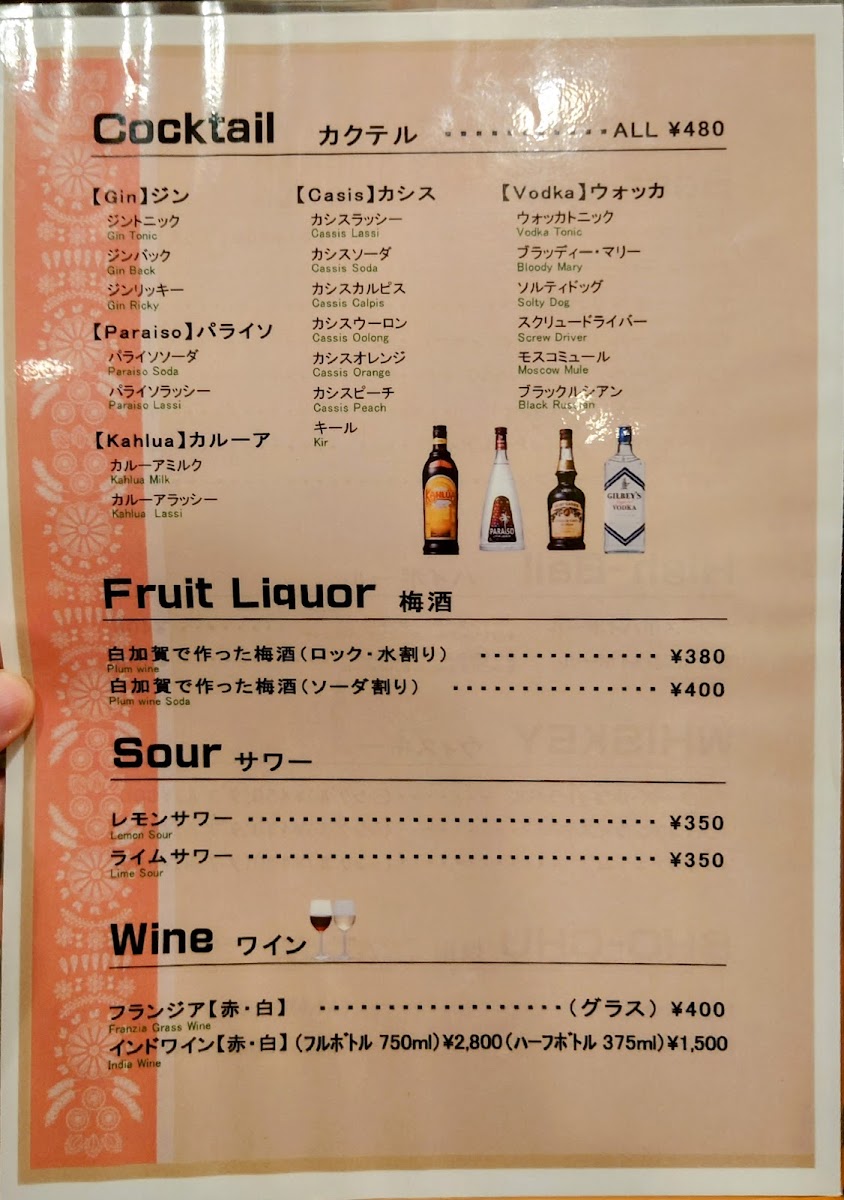 Cocktail カクテル ············ALL ¥480
【Gin】ジン
ジントニック
Gin Tonic
ジンバック
Gin Back
ジンリッキー
Gin Ricky
【Paraiso】パライソ
パライソソーダ
Paraiso Soda
パライソラッシー
Paraiso Lassi
【Kahlua】カルーア
カルーアミルク
Kahlua Milk
カルーアラッシー
Kahlua Lassi
【Casis】カシス
カシスラッシー
Cassis Lassi
カシスソーダ
Cassis Soda
カシスカルピス
Cassis Calpis
カシスウーロン
Cassis Oolong
カシスオレンジ
Cassis Orange
カシスピーチ
Cassis Peach
キール
Kir
【Vodka】ウォッカ
ウォッカトニック
Vodka Tonic
ブラッディー・マリー
Bloody Mary
ソルティドッグ
Solty Dog
スクリュードライバー
Screw Driver
モスコミュール
Moscow Mule
ブラックルシアン
Black Russian
KAHLUA
PARAISO
GILBEY'S
VODKA
Fruit Liquor 梅酒
白加賀で作った梅酒(ロック・水割り) ············· ¥380
Plum wine
白加賀で作った梅酒(ソーダ割り) ·············· ¥400
Plum wine Soda
Sour サワー
レモンサワー ···························· ¥350
Lemon Sour
ライムサワー ···························· ¥350
Lime Sour
Wine ワイン
フランジア【赤・白】 ·················(グラス) ¥400
Franzia Grass Wine
インドワイン【赤・白】(フルボトル 750ml)¥2,800(ハーフボトル 375ml)¥1,500
India Wine